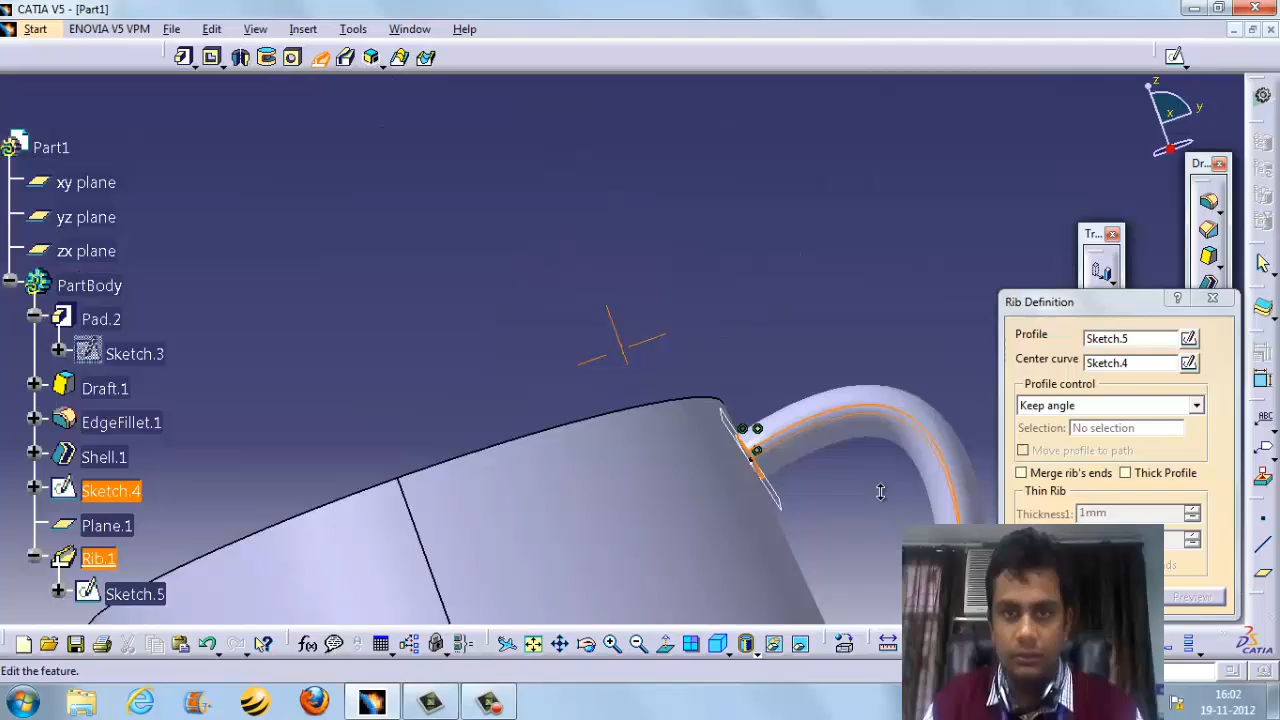 CATIA V5 - [Part1]
Start ENOVIA V5 VPM File Edit View Insert Tools Window Help
z
y
x
Part1
xy plane
yz plane
zx plane
PartBody
Pad.2
Sketch.3
Draft.1
EdgeFillet.1
Shell.1
Sketch.4
Plane.1
Rib.1
Sketch.5
Dr...
Tr...
Rib Definition
Profile Sketch.5
Center curve Sketch.4
Profile control
Keep angle
Selection: No selection
Move profile to path
Merge rib's ends Thick Profile
Thin Rib
Thickness1: 1mm
Preview
ABC
f(x)
CATIA
Edit the feature.
16:02
19-11-2012